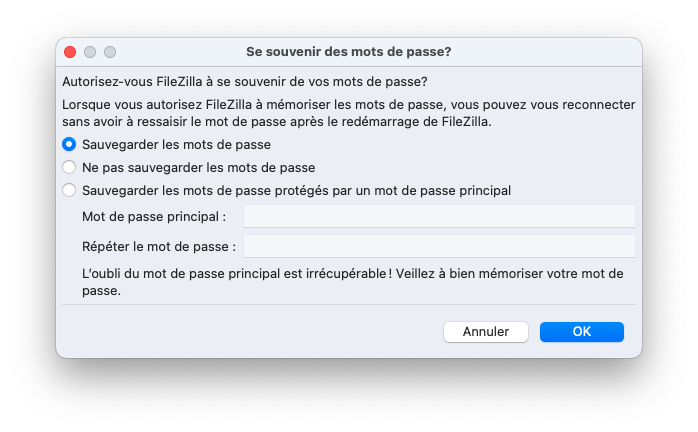 Se souvenir des mots de passe?
Autorisez-vous FileZilla à se souvenir de vos mots de passe?
Lorsque vous autorisez FileZilla à mémoriser les mots de passe, vous pouvez vous reconnecter
sans avoir à ressaisir le mot de passe après le redémarrage de FileZilla.
Sauvegarder les mots de passe
Ne pas sauvegarder les mots de passe
Sauvegarder les mots de passe protégés par un mot de passe principal
Mot de passe principal :
Répéter le mot de passe :
L'oubli du mot de passe principal est irrécupérable ! Veillez à bien mémoriser votre mot de
passe.
Annuler
OK